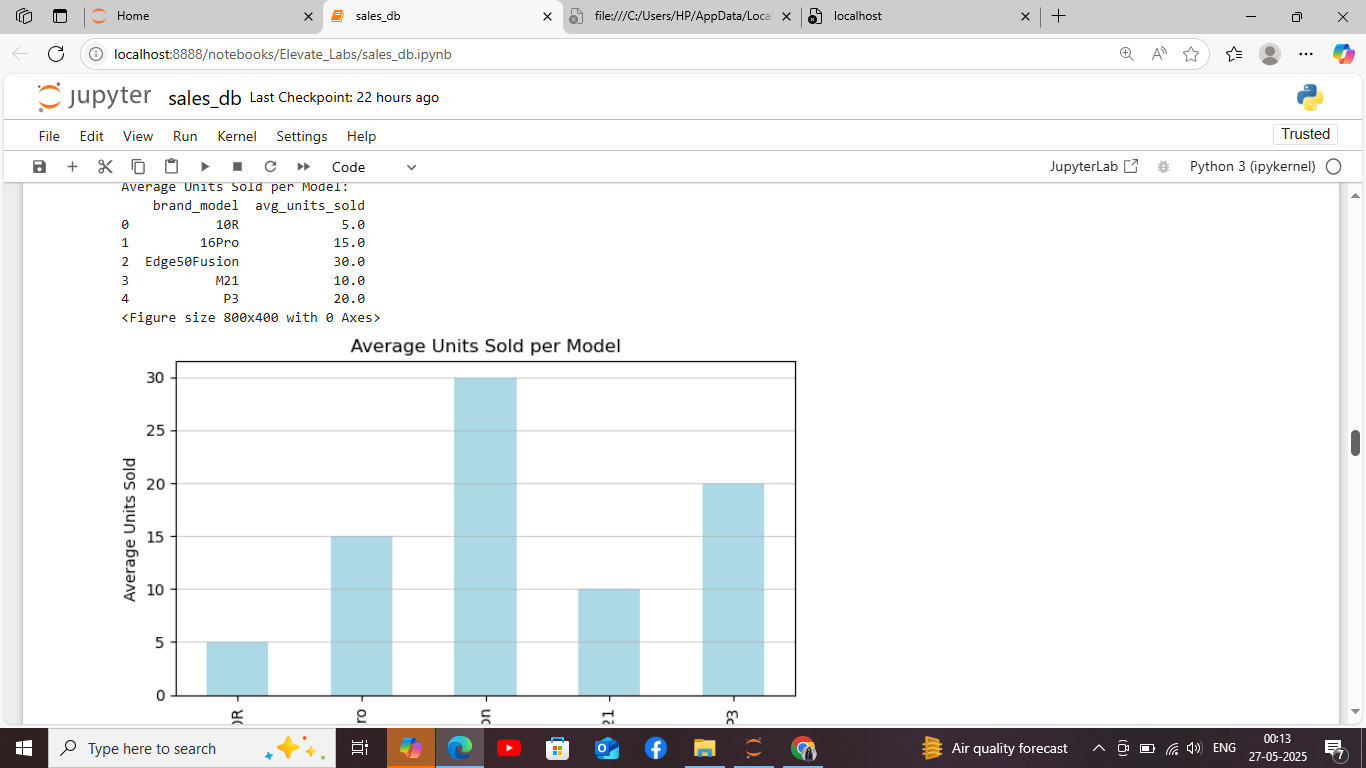 Home
sales_db
file:///C:/Users/HP/AppData/Loca
localhost
localhost:8888/notebooks/Elevate_Labs/sales_db.ipynb
jupyter sales_db Last Checkpoint: 22 hours ago
File Edit View Run Kernel Settings Help
Trusted
Code
JupyterLab
Python 3 (ipykernel)
Average Units Sold per Model:
brand_model avg_units_sold
0 10R 5.0
1 16Pro 15.0
2 Edge50Fusion 30.0
3 M21 10.0
4 P3 20.0
<Figure size 800x400 with 0 Axes>
Average Units Sold per Model
Average Units Sold
30
25
20
15
10
5
0
0R
ro
on
21
P3
Type here to search
Air quality forecast
ENG
00:13
27-05-2025
7